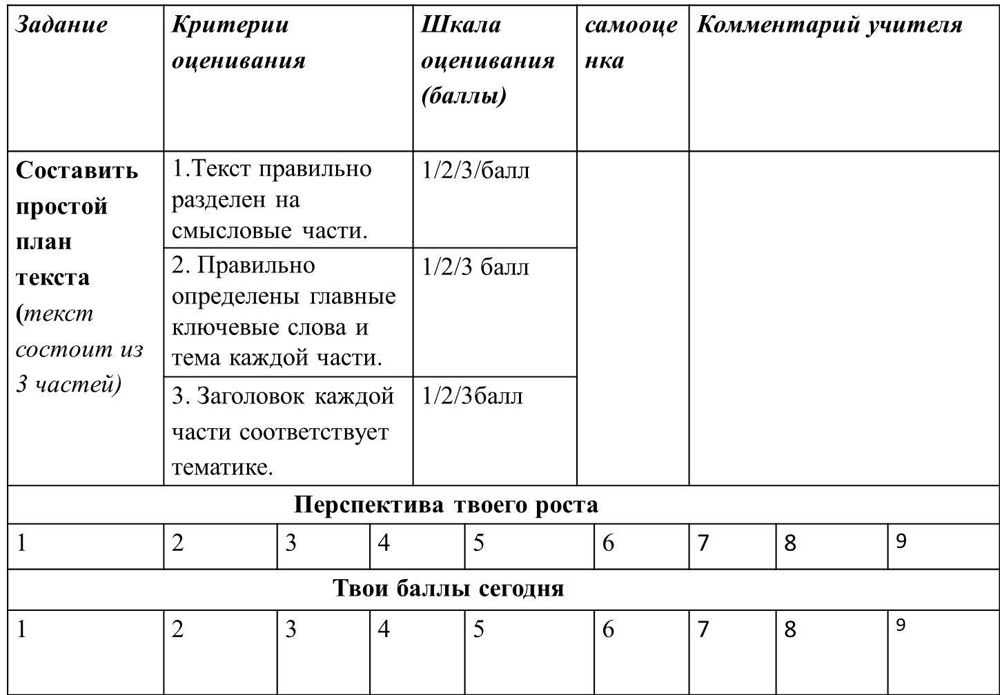 Задание
Критерии
оценивания
Шкала
оценивания
(баллы)
самооце
нка
Комментарий учителя
Составить
простой
план
текста
(текст
состоит из
3 частей)
1.Текст правильно
разделен на
смысловые части.
1/2/3/балл
2. Правильно
определены главные
ключевые слова и
тема каждой части.
1/2/3 балл
3. Заголовок каждой
части соответствует
тематике.
1/2/3балл
Перспектива твоего роста
1 2 3 4 5 6 7 8 9
Твои баллы сегодня
1 2 3 4 5 6 7 8 9